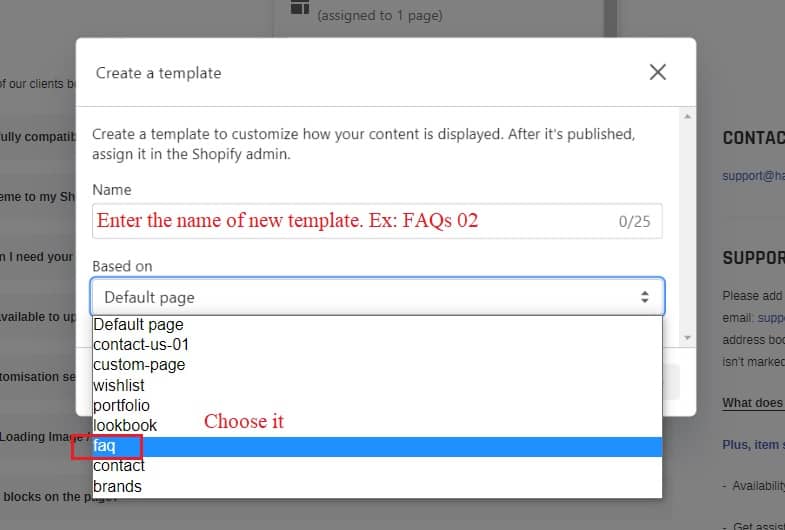 (assigned to 1 page)
Create a template
of our clients
Create a template to customize how your content is displayed. After it's published,
assign it in the Shopify admin.
fully compatib
CONTAC
support@ha
Name
eme to my Sh
Enter the name of new template. Ex: FAQs 02
0/25
n I need your
SUPPOR
Based on
Default page
Please add
vailable to up
email: supp
Default page
contact-us-01
address boo
custom-page
isn't marked
wishlist
tomisation se
portfolio
What does
lookbook
Choose it
Loading Image /
faq
Plus, item s
contact
brands
- Availability
blocks on the page?
- Get assist